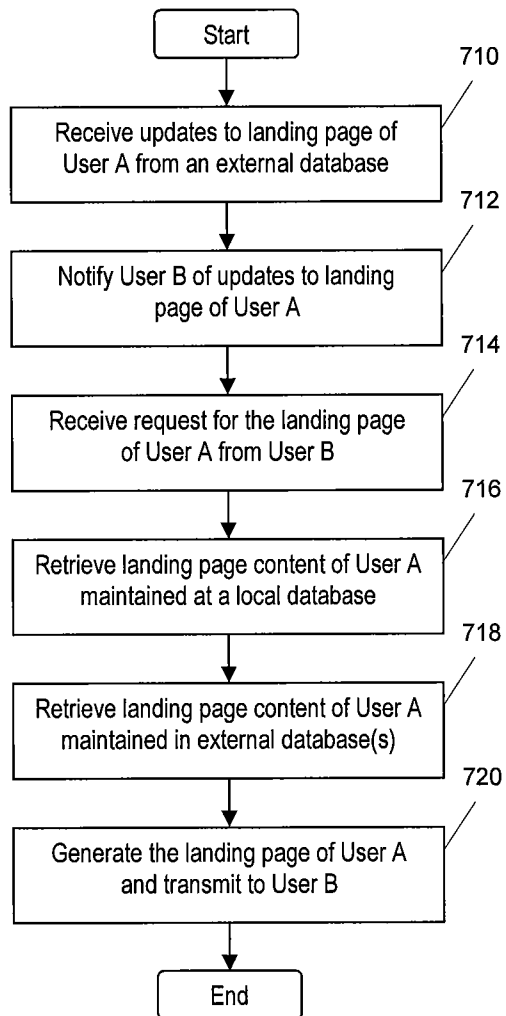 Start
710
Receive updates to landing page of
User A from an external database
712
Notify User B of updates to landing
page of User A
714
Receive request for the landing page
of User A from User B
716
Retrieve landing page content of User A
maintained at a local database
718
Retrieve landing page content of User A
maintained in external database(s)
720
Generate the landing page of User A
and transmit to User B
End